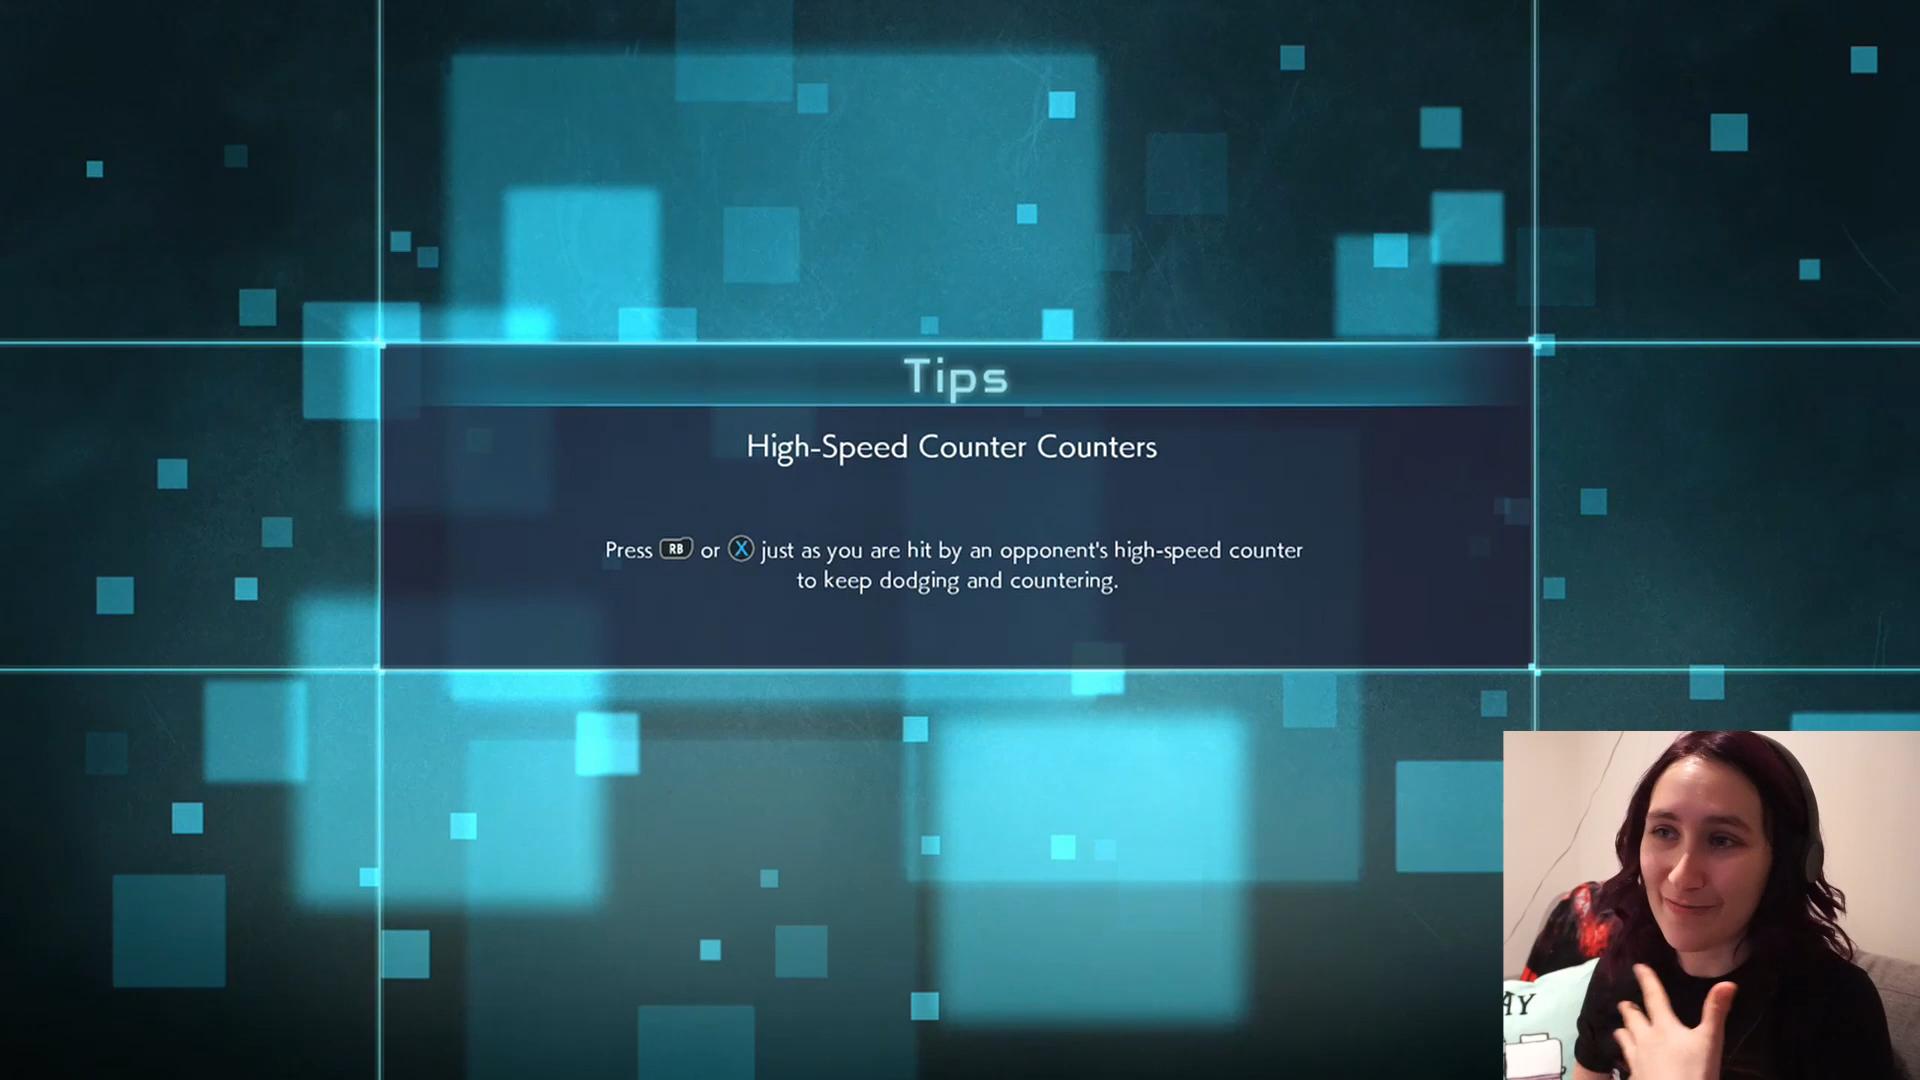 Tips
High-Speed Counter Counters
Press RB or X just as you are hit by an opponent's high-speed counter
to keep dodging and countering.
AY